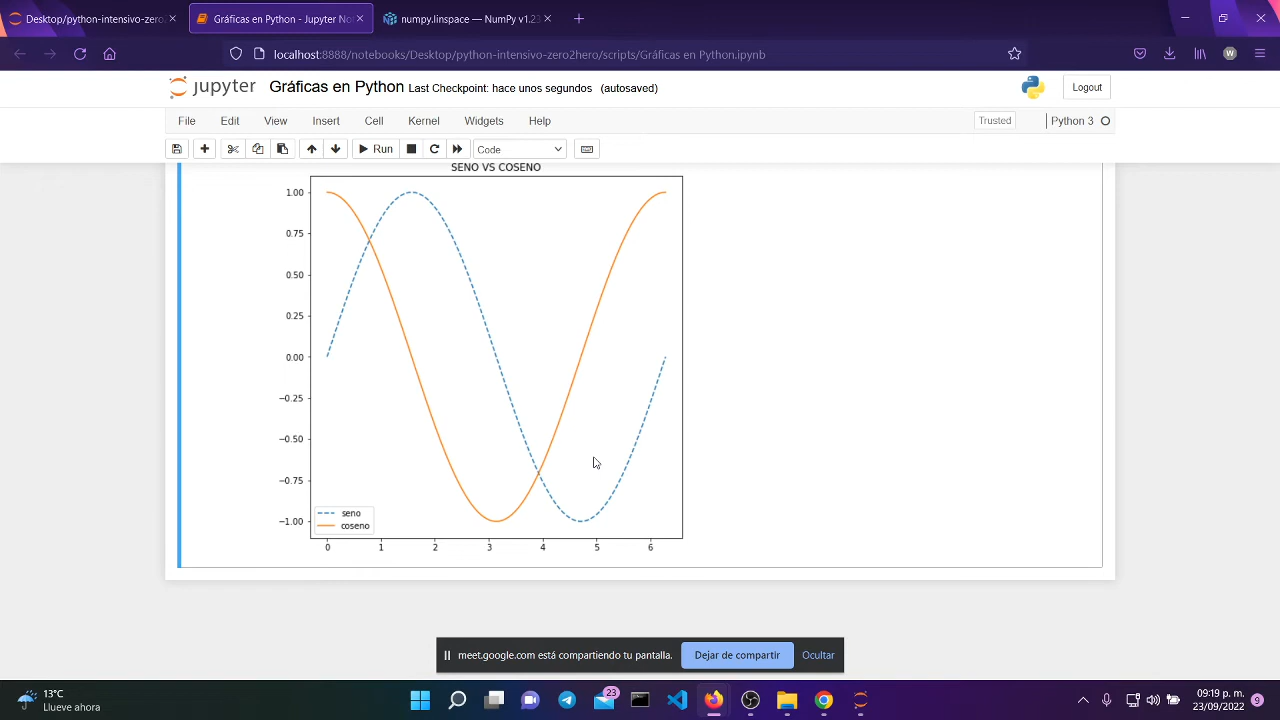 Desktop/python-intensivo-zero
Gráficas en Python - Jupyter Not
numpy.linspace — NumPy v1.23
localhost:8888/notebooks/Desktop/python-intensivo-zero2hero/scripts/Gráficas en Python.ipynb
W
jupyter Gráficas en Python Last Checkpoint: hace unos segundos (autosaved)
Logout
File Edit View Insert Cell Kernel Widgets Help
Trusted
Python 3
Run
Code
SENO VS COSENO
1.00
0.75
0.50
0.25
0.00
−0.25
−0.50
−0.75
−1.00
seno
coseno
0 1 2 3 4 5 6
meet.google.com está compartiendo tu pantalla.
Dejar de compartir
Ocultar
13°C
Llueve ahora
23
09:19 p. m.
23/09/2022
9